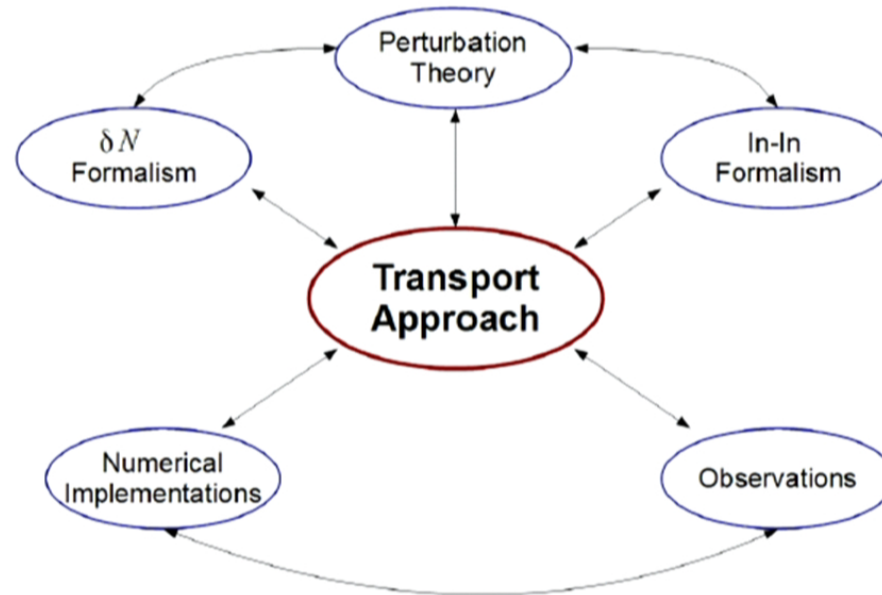 Perturbation
Theory
δN
Formalism
In-In
Formalism
Transport
Approach
Numerical
Implementations
Observations